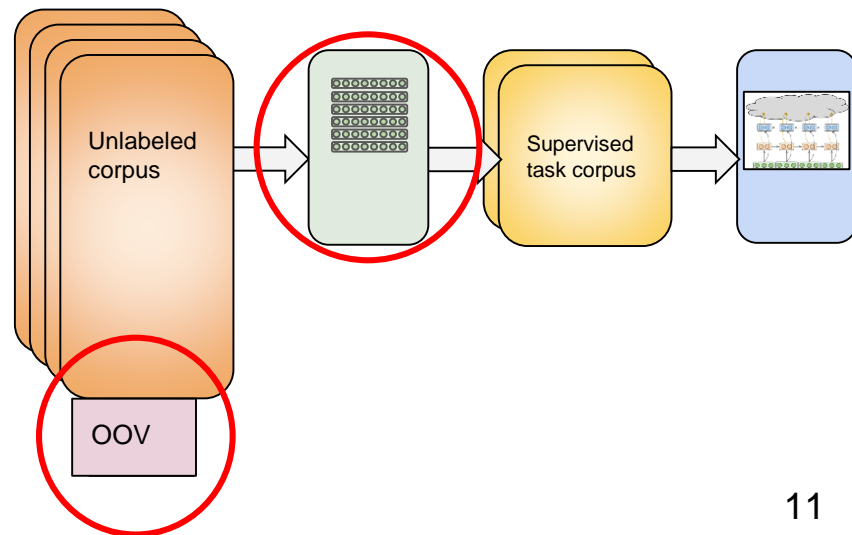 Unlabeled
corpus
Supervised
task corpus
OOV
11